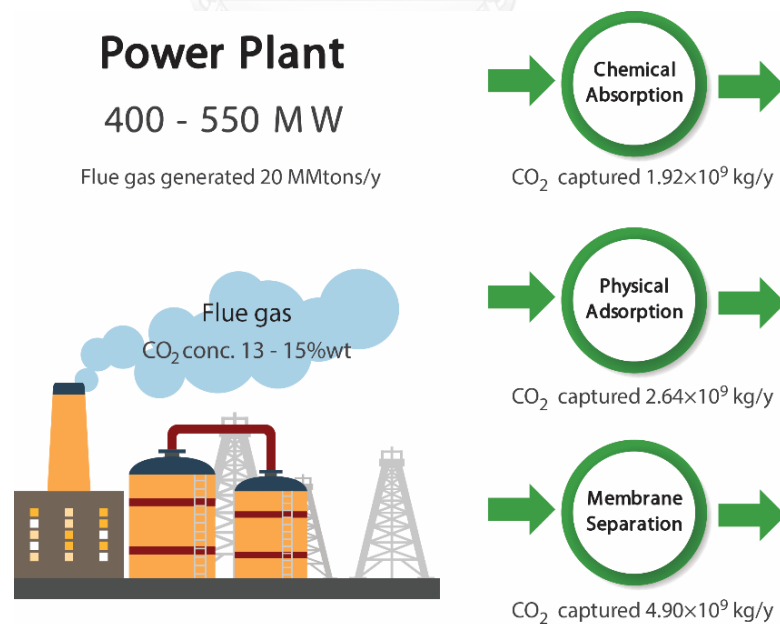 Power Plant
400 - 550 MW
Flue gas generated 20 MMtons/y
Flue gas
CO₂ conc. 13 - 15%wt
Chemical
Absorption
CO₂ captured 1.92×10⁹ kg/y
Physical
Adsorption
CO₂ captured 2.64×10⁹ kg/y
Membrane
Separation
CO₂ captured 4.90×10⁹ kg/y